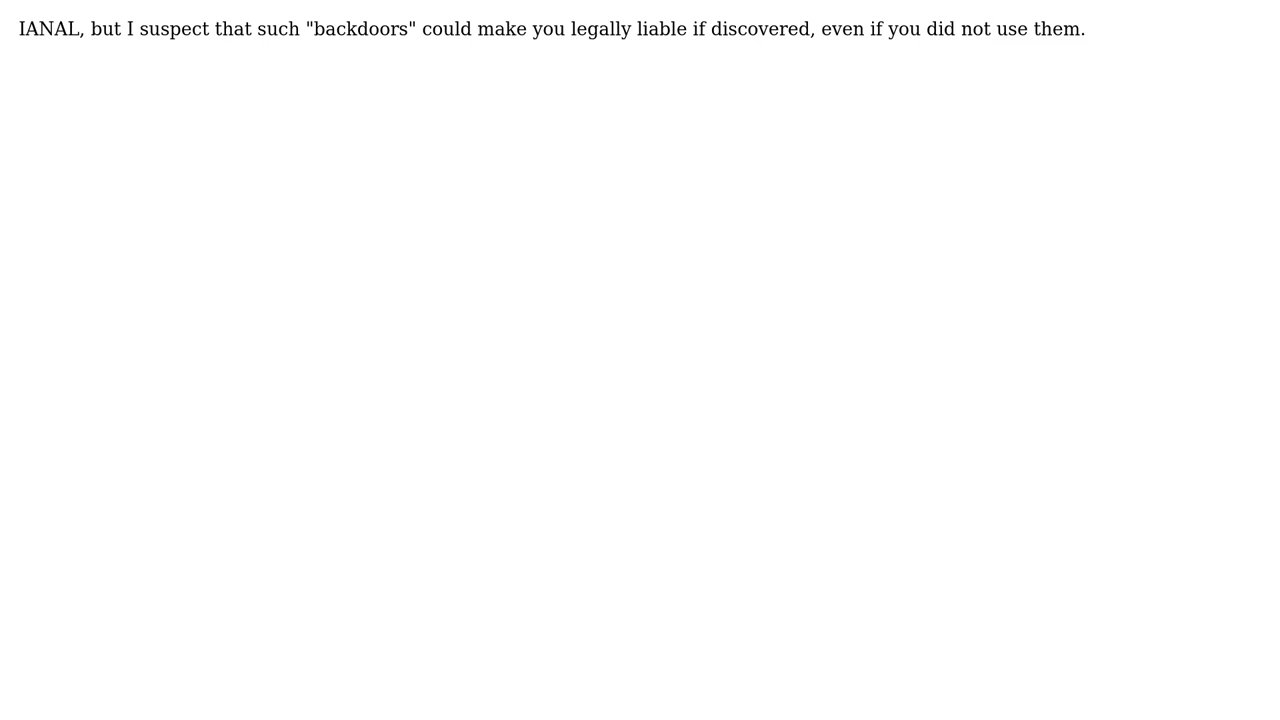 IANAL, but I suspect that such "backdoors" could make you legally liable if discovered, even if you did not use them.